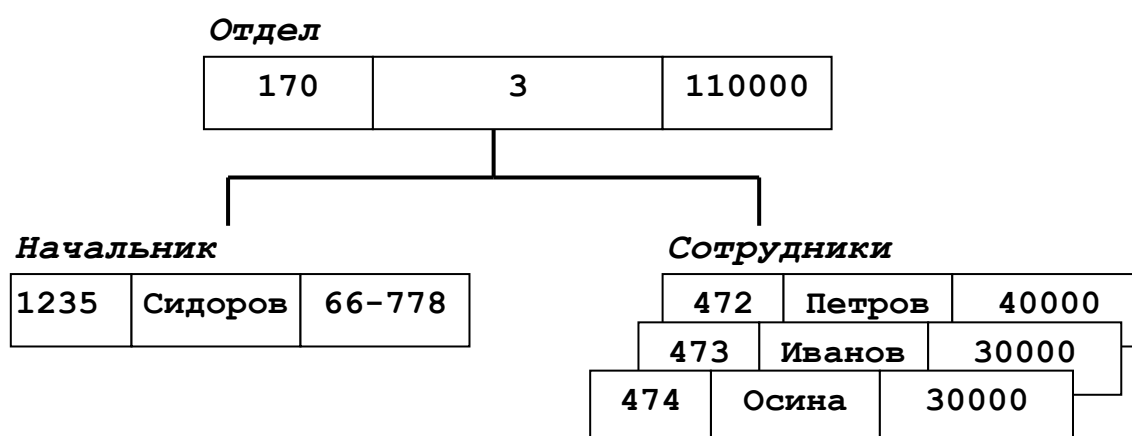 Отдел
170 3 110000
Начальник
1235 Сидоров 66-778
Сотрудники
472 Петров 40000
473 Иванов 30000
474 Осина 30000